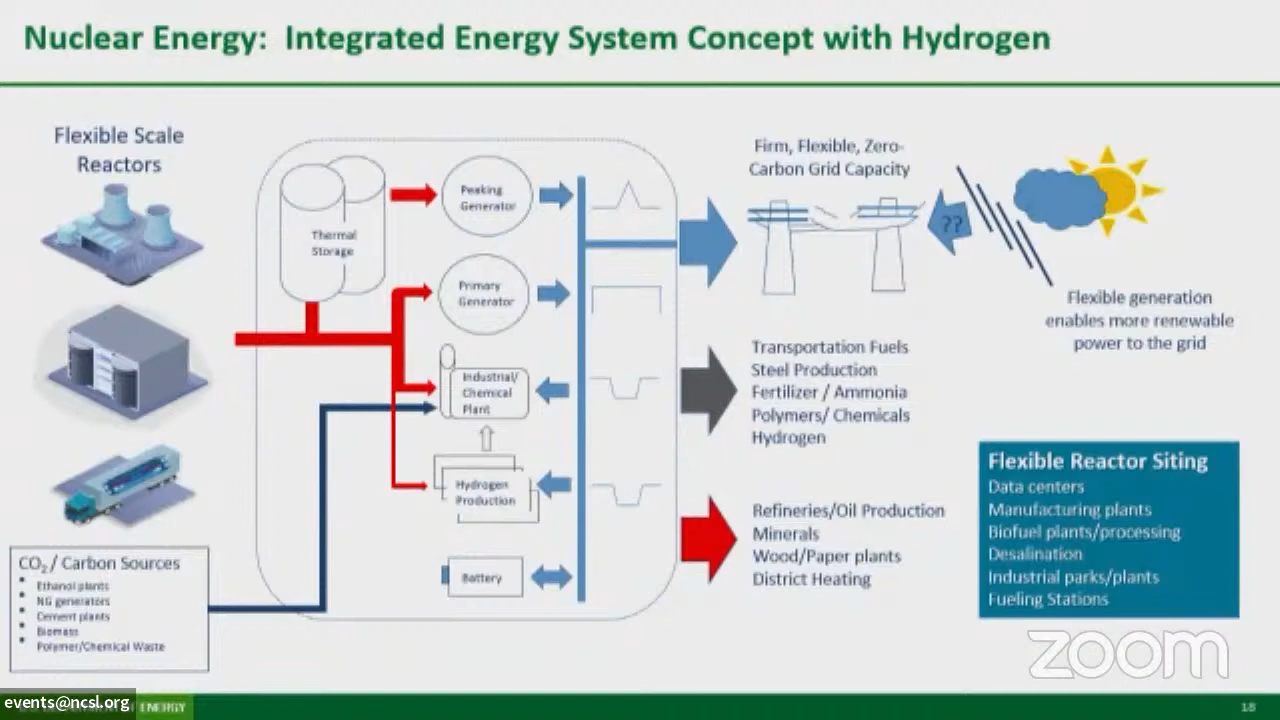 Nuclear Energy: Integrated Energy System Concept with Hydrogen
Flexible Scale
Reactors
Thermal
Storage
Peaking
Generator
Primary
Generator
Industrial/
Chemical
Plant
Hydrogen
Production
Battery
CO₂ / Carbon Sources
• Ethanol plants
• NG generators
• Cement plants
• Biomass
• Polymer/Chemical Waste
Firm, Flexible, Zero-
Carbon Grid Capacity
??
Flexible generation
enables more renewable
power to the grid
Transportation Fuels
Steel Production
Fertilizer / Ammonia
Polymers/ Chemicals
Hydrogen
Refineries/Oil Production
Minerals
Wood/Paper plants
District Heating
Flexible Reactor Siting
Data centers
Manufacturing plants
Biofuel plants/processing
Desalination
Industrial parks/plants
Fueling Stations
zoom
events@ncsl.org
ENERGY
18